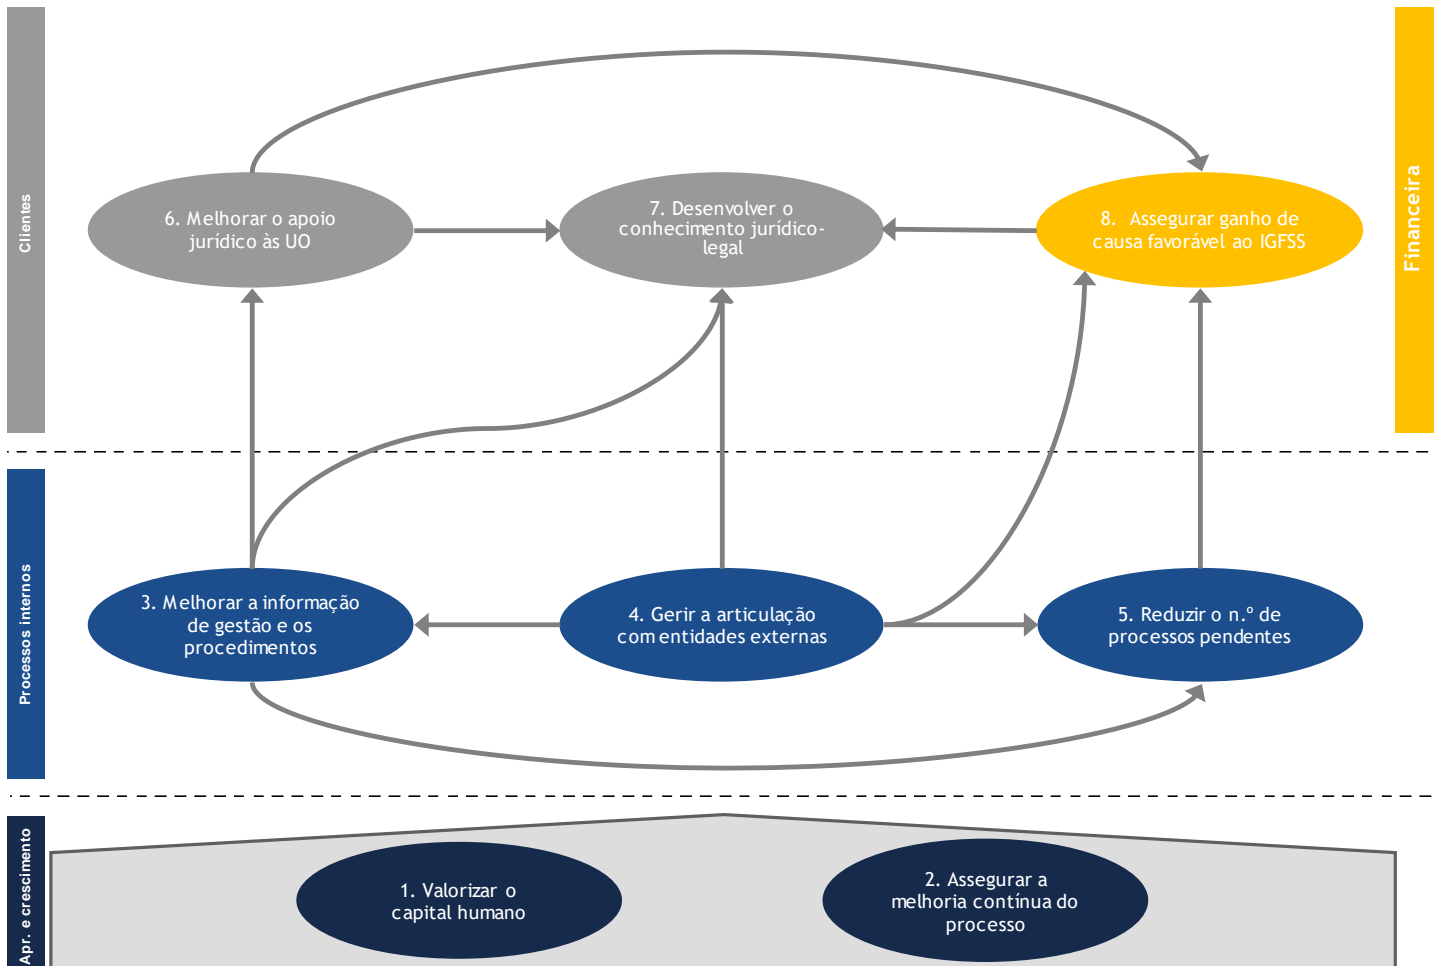 Clientes
Financeira
6. Melhorar o apoio
jurídico às UO
7. Desenvolver o
conhecimento jurídico-
legal
8. Assegurar ganho de
causa favorável ao IGFSS
Processos internos
3. Melhorar a informação
de gestão e os
procedimentos
4. Gerir a articulação
com entidades externas
5. Reduzir o n.º de
processos pendentes
Apr. e crescimento
1. Valorizar o
capital humano
2. Assegurar a
melhoria contínua do
processo